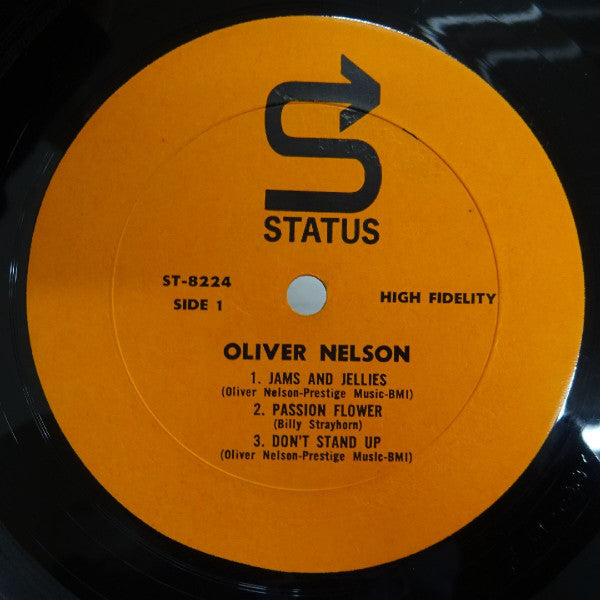 STATUS
ST-8224
SIDE 1
HIGH FIDELITY
OLIVER NELSON
1. JAMS AND JELLIES
(Oliver Nelson-Prestige Music-BMI)
2. PASSION FLOWER
(Billy Strayhorn)
3. DON'T STAND UP
(Oliver Nelson-Prestige Music-BMI)